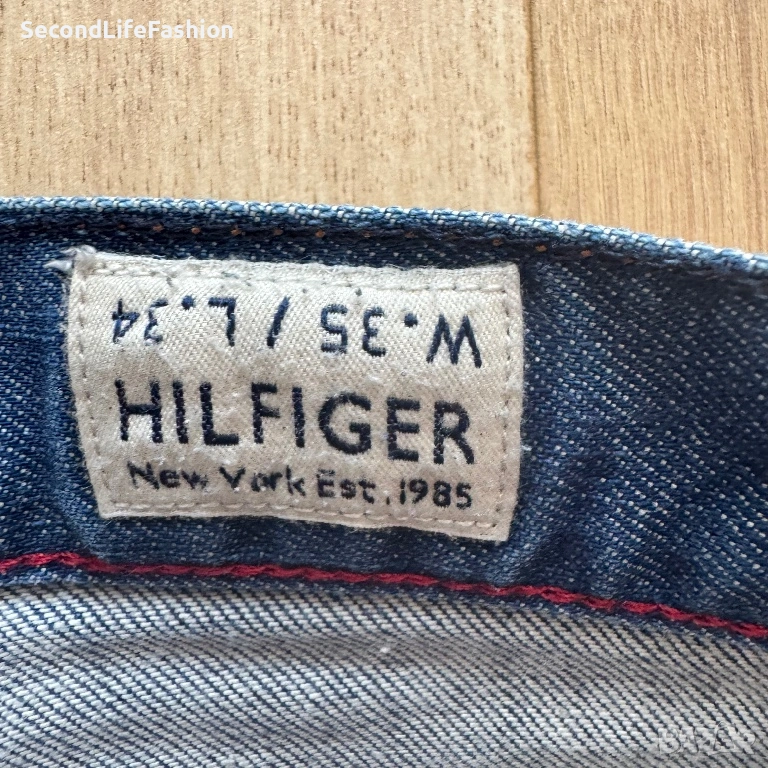 SecondLifeFashion
W.35 / L.34
HILFIGER
New York Est. 1985